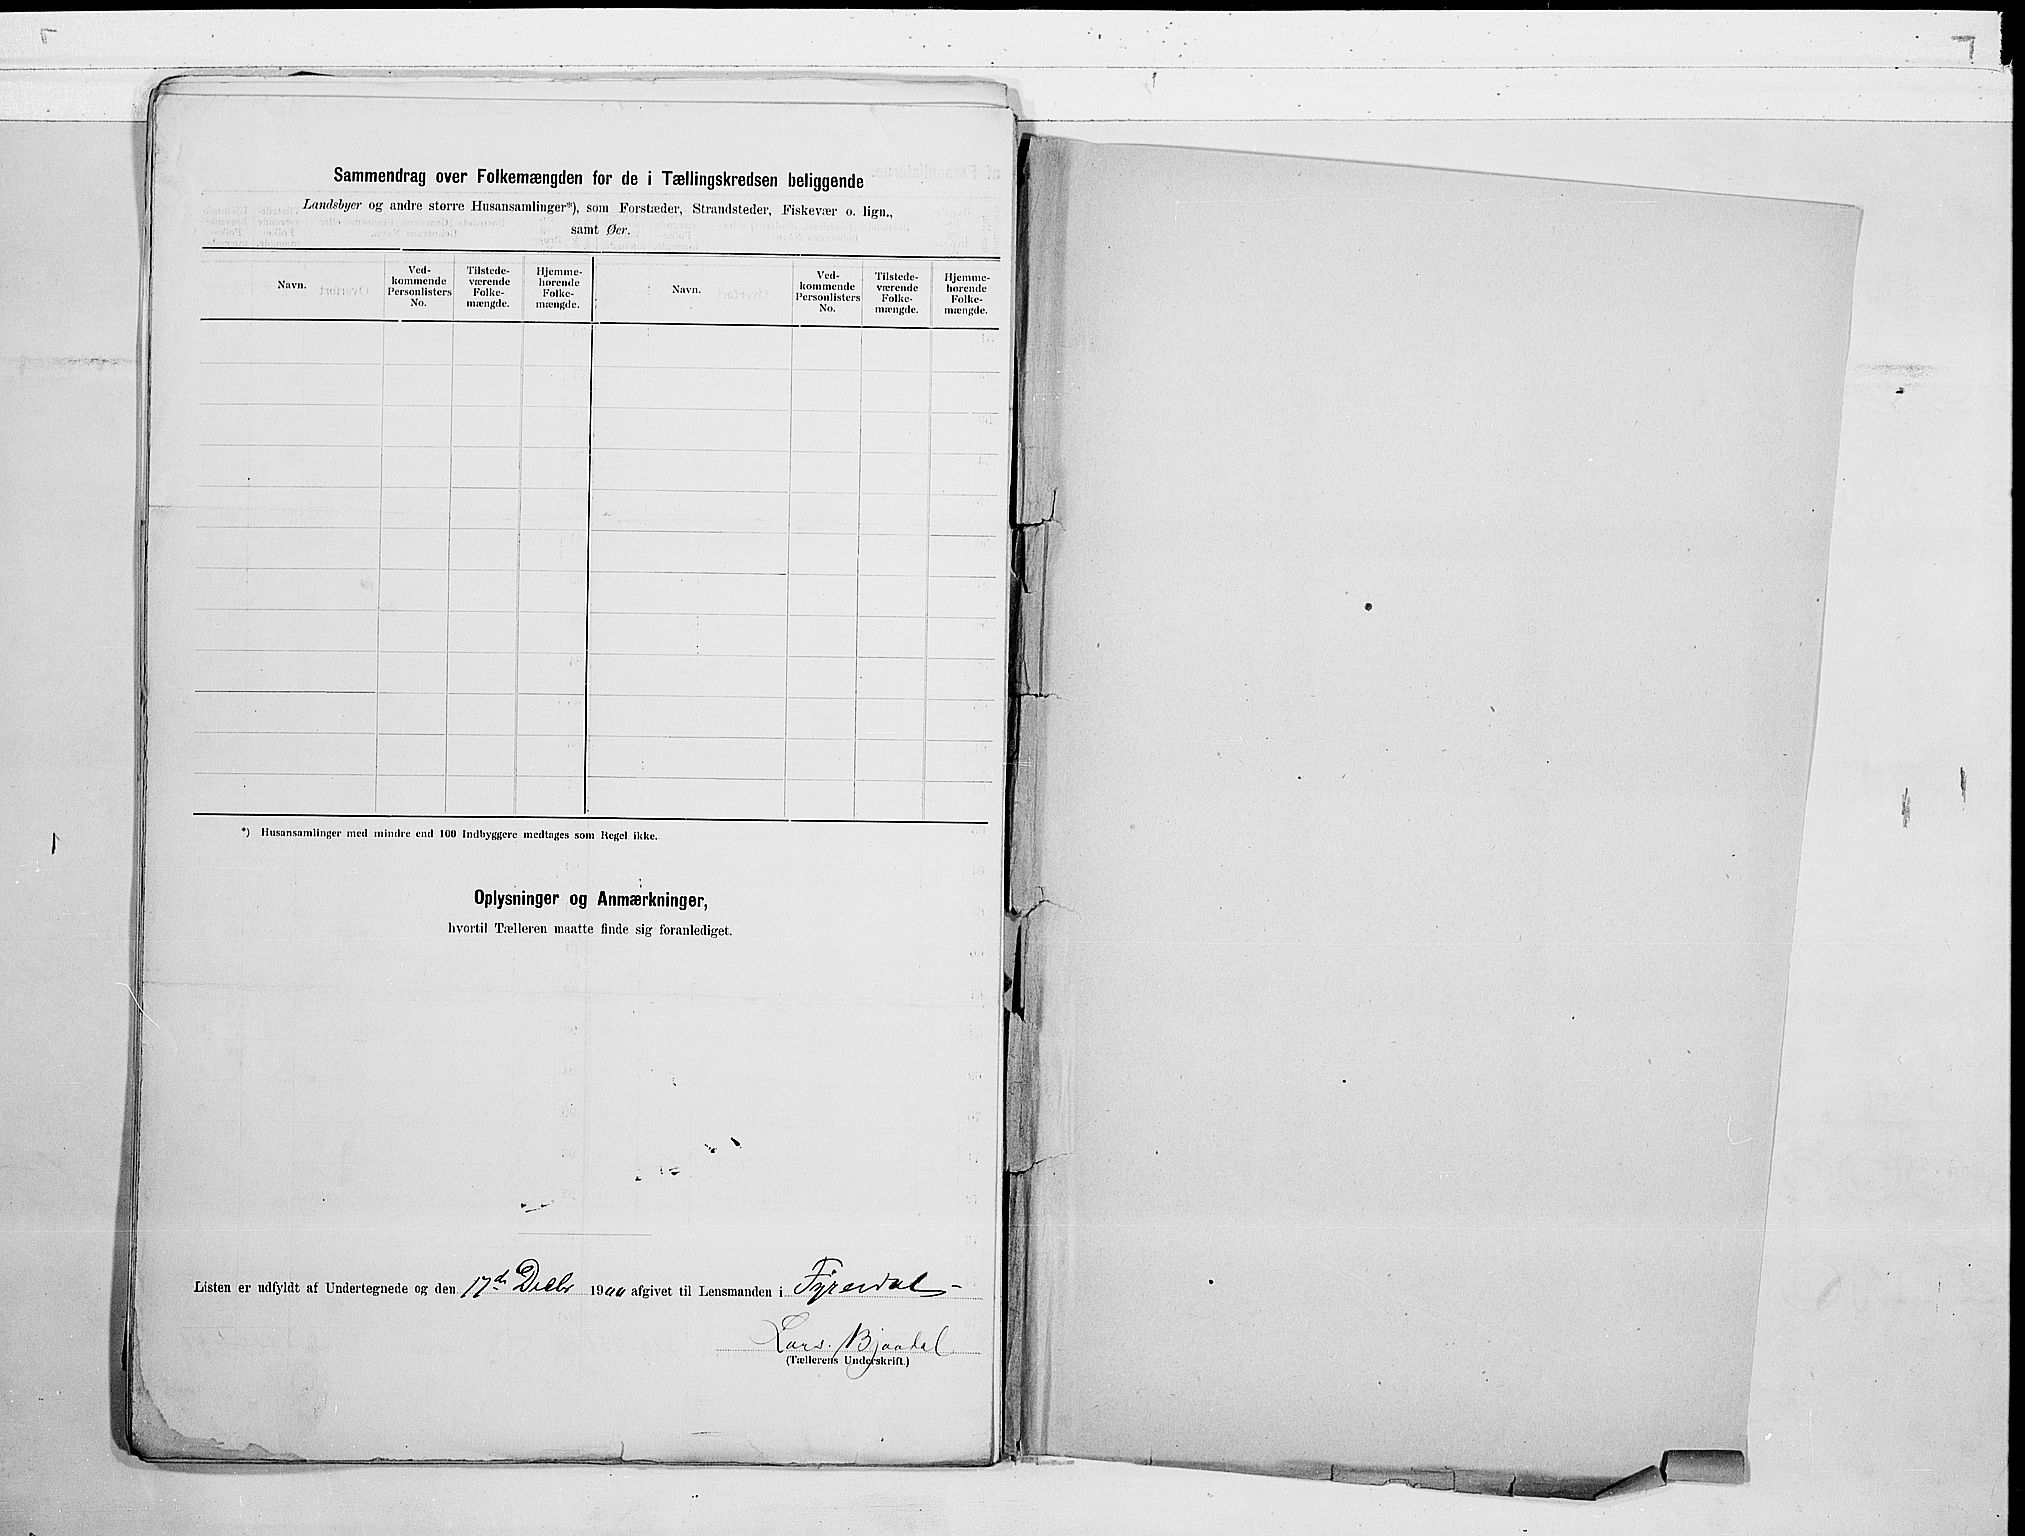 Sammendrag over Folkemængden for de i Tællingskredsen beliggende
Landsbyer og andre større Husansamlinger*), som Forstæder, Strandsteder, Fiskevær o. lign.,
samt Øer.
Navn.
Ved-
kommende
Personlisters
No.
Tilstede-
værende
Folke-
mængde.
Hjemme-
hørende
Folke-
mængde.
Navn.
Ved-
kommende
Personlisters
No.
Tilstede-
værende
Folke-
mængde.
Hjemme-
hørende
Folke-
mængde.
*) Husansamlinger med mindre end 100 Indbyggere medtages som Regel ikke.
Oplysninger og Anmærkninger,
hvortil Tælleren maatte finde sig foranlediget.
Listen er udfyldt af Undertegnede og den 17de Decbr 1900 afgivet til Lensmanden i Fyresdal
Lars Bjaadal
(Tællerens Underskrift.)